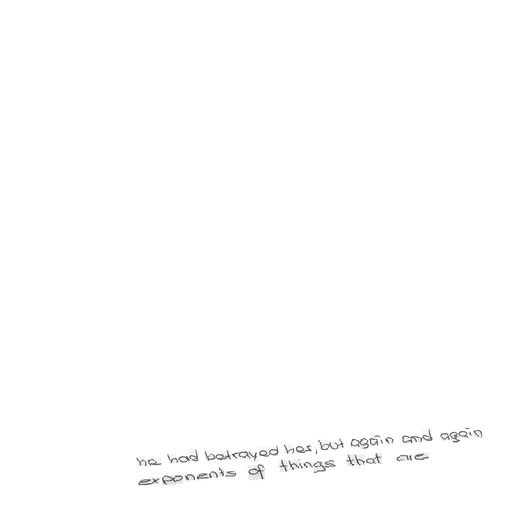 he had betrayed her, but again and again
exponents of things that are